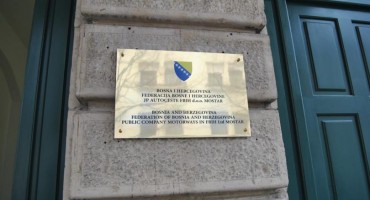 BOSNA I HERCEGOVINA
FEDERACIJA BOSNE I HERCEGOVINE
JP AUTOCESTE FBIH d.o.o. MOSTAR
BOSNIA AND HERZEGOVINA
FEDERATION OF BOSNIA AND HERZEGOVINA
PUBLIC COMPANY MOTORWAYS IN FBIH Ltd MOSTAR